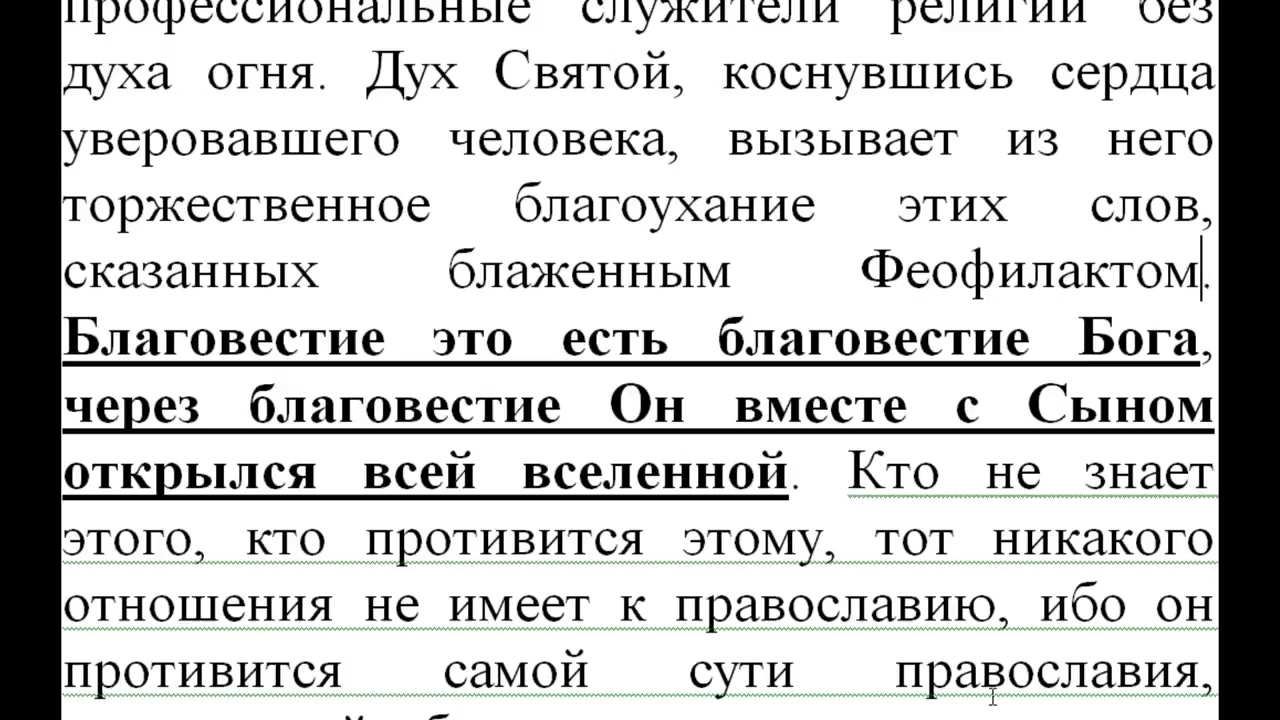 профессиональные служители религии без
духа огня. Дух Святой, коснувшись сердца
уверовавшего человека, вызывает из него
торжественное благоухание этих слов,
сказанных блаженным Феофилактом.
Благовестие это есть благовестие Бога,
через благовестие Он вместе с Сыном
открылся всей вселенной. Кто не знает
этого, кто противится этому, тот никакого
отношения не имеет к православию, ибо он
противится самой сути православия,